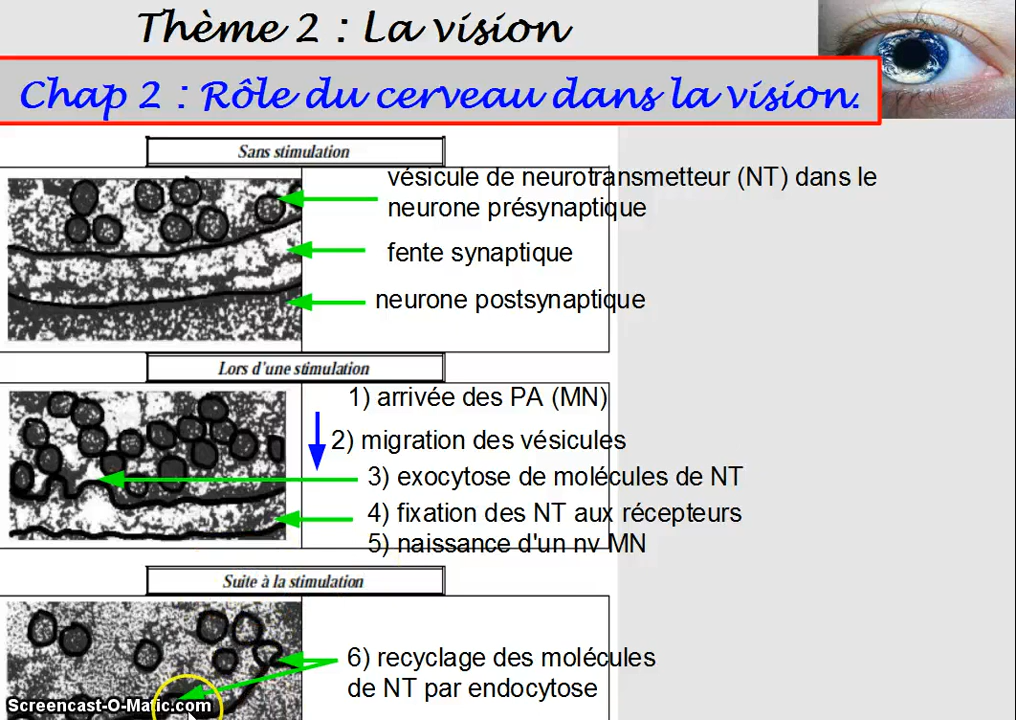 Thème 2 : La vision
Chap 2 : Rôle du cerveau dans la vision.
Sans stimulation
vésicule de neurotransmetteur (NT) dans le
neurone présynaptique
fente synaptique
neurone postsynaptique
Lors d'une stimulation
1) arrivée des PA (MN)
2) migration des vésicules
3) exocytose de molécules de NT
4) fixation des NT aux récepteurs
5) naissance d'un nv MN
Suite à la stimulation
6) recyclage des molécules
de NT par endocytose
Screencast-O-Matic.com